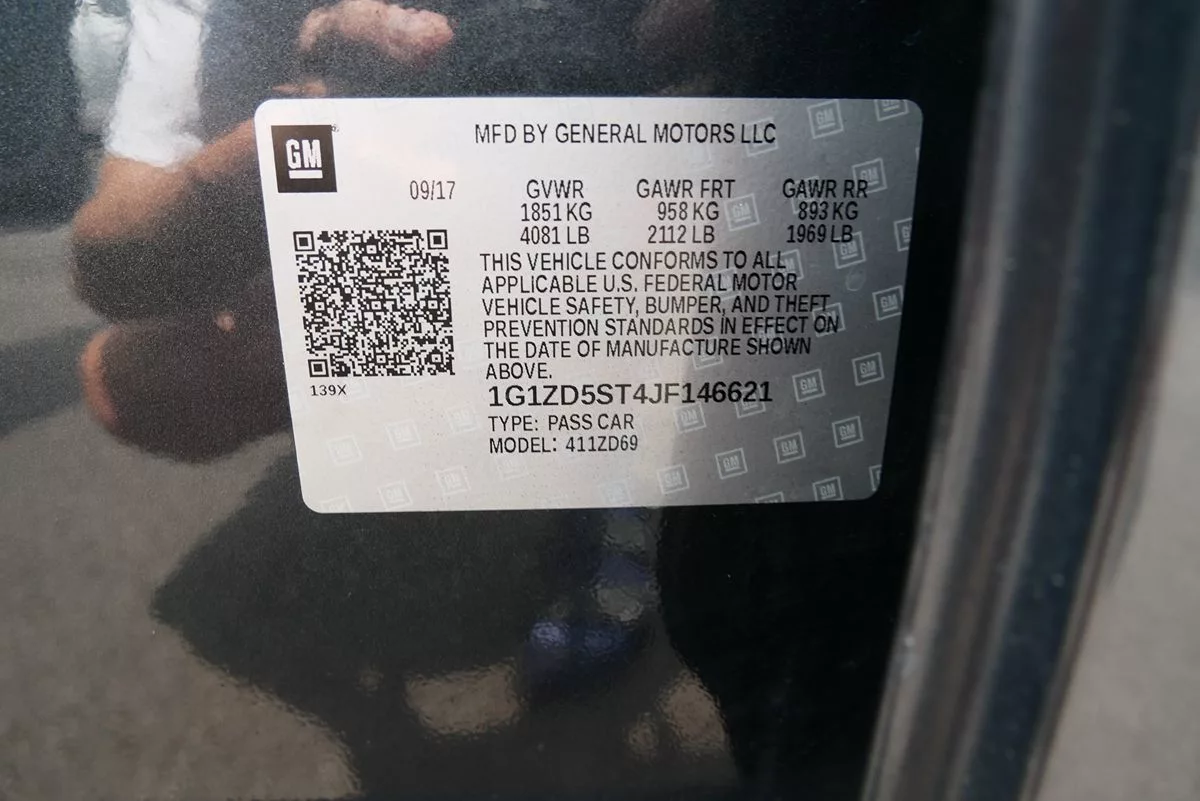 GM
MFD BY GENERAL MOTORS LLC
09/17 GVWR GAWR FRT GAWR RR
1851 KG 958 KG 893 KG
4081 LB 2112 LB 1969 LB
THIS VEHICLE CONFORMS TO ALL
APPLICABLE U.S. FEDERAL MOTOR
VEHICLE SAFETY, BUMPER, AND THEFT
PREVENTION STANDARDS IN EFFECT ON
THE DATE OF MANUFACTURE SHOWN
ABOVE.
139X
1G1ZD5ST4JF146621
TYPE: PASS CAR
MODEL: 411ZD69